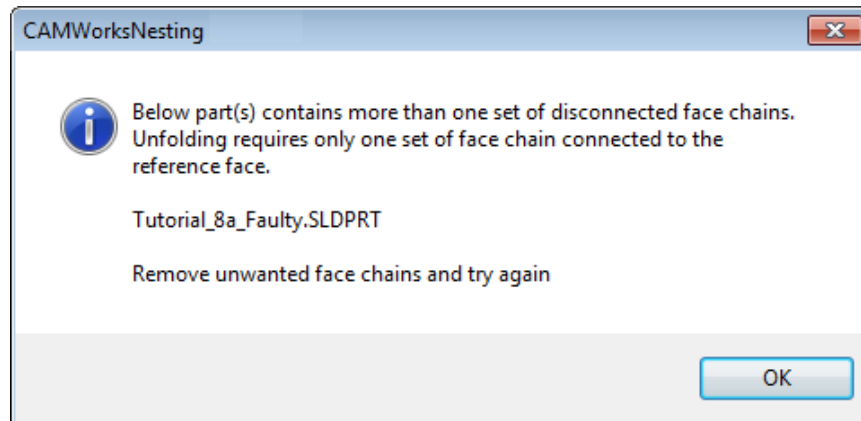 CAMWorksNesting
Below part(s) contains more than one set of disconnected face chains.
Unfolding requires only one set of face chain connected to the
reference face.
Tutorial_8a_Faulty.SLDPRT
Remove unwanted face chains and try again
OK